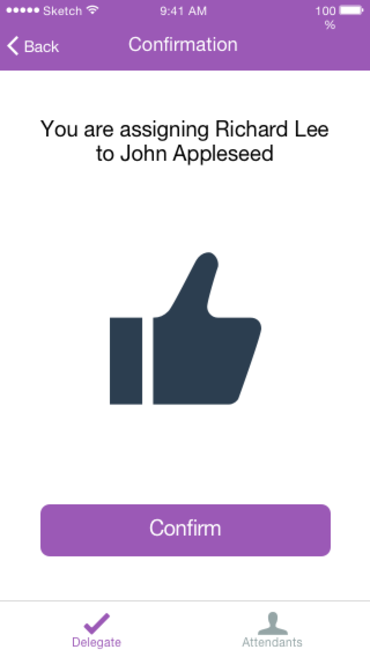 Sketch 9:41 AM 100
%
Back Confirmation
You are assigning Richard Lee
to John Appleseed
Confirm
Delegate Attendants